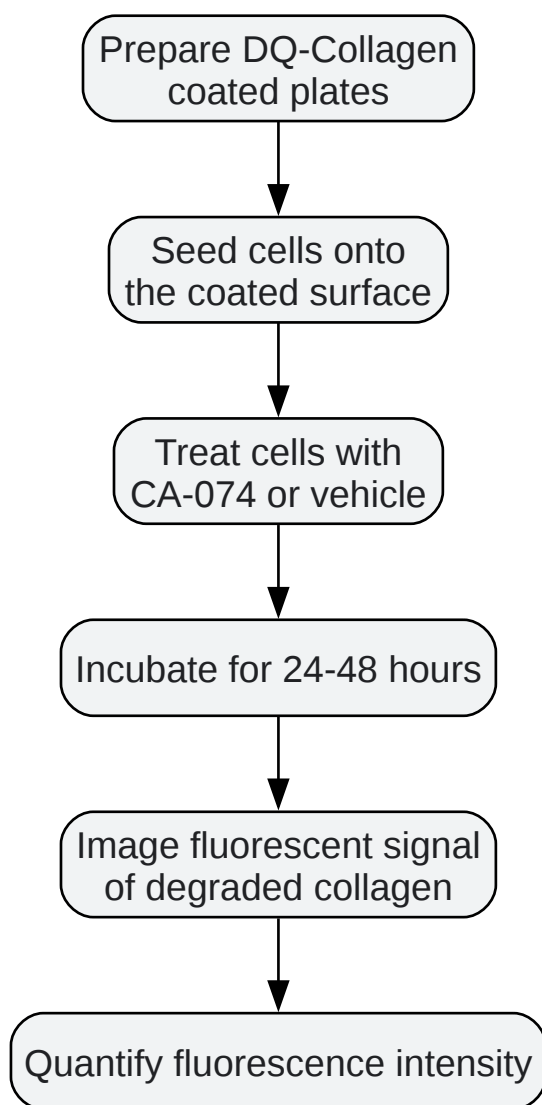 Prepare DQ-Collagen
coated plates
Seed cells onto
the coated surface
Treat cells with
CA-074 or vehicle
Incubate for 24-48 hours
Image fluorescent signal
of degraded collagen
Quantify fluorescence intensity